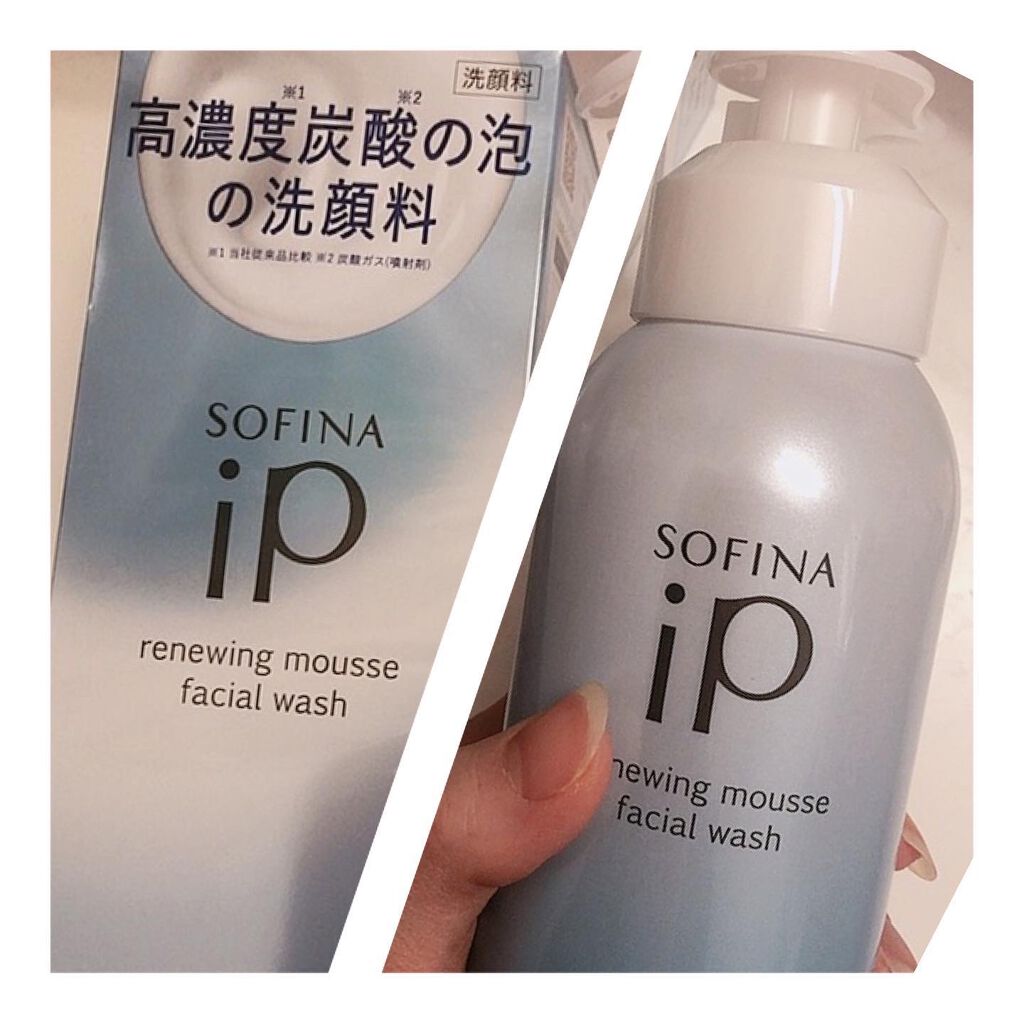 洗顔料
※1 ※2
高濃度炭酸の泡
の洗顔料
※1 当社従来品比較 ※2 炭酸ガス(噴射剤)
SOFINA
iP
renewing mousse
facial wash
SOFINA
iP
newing mousse
facial wash